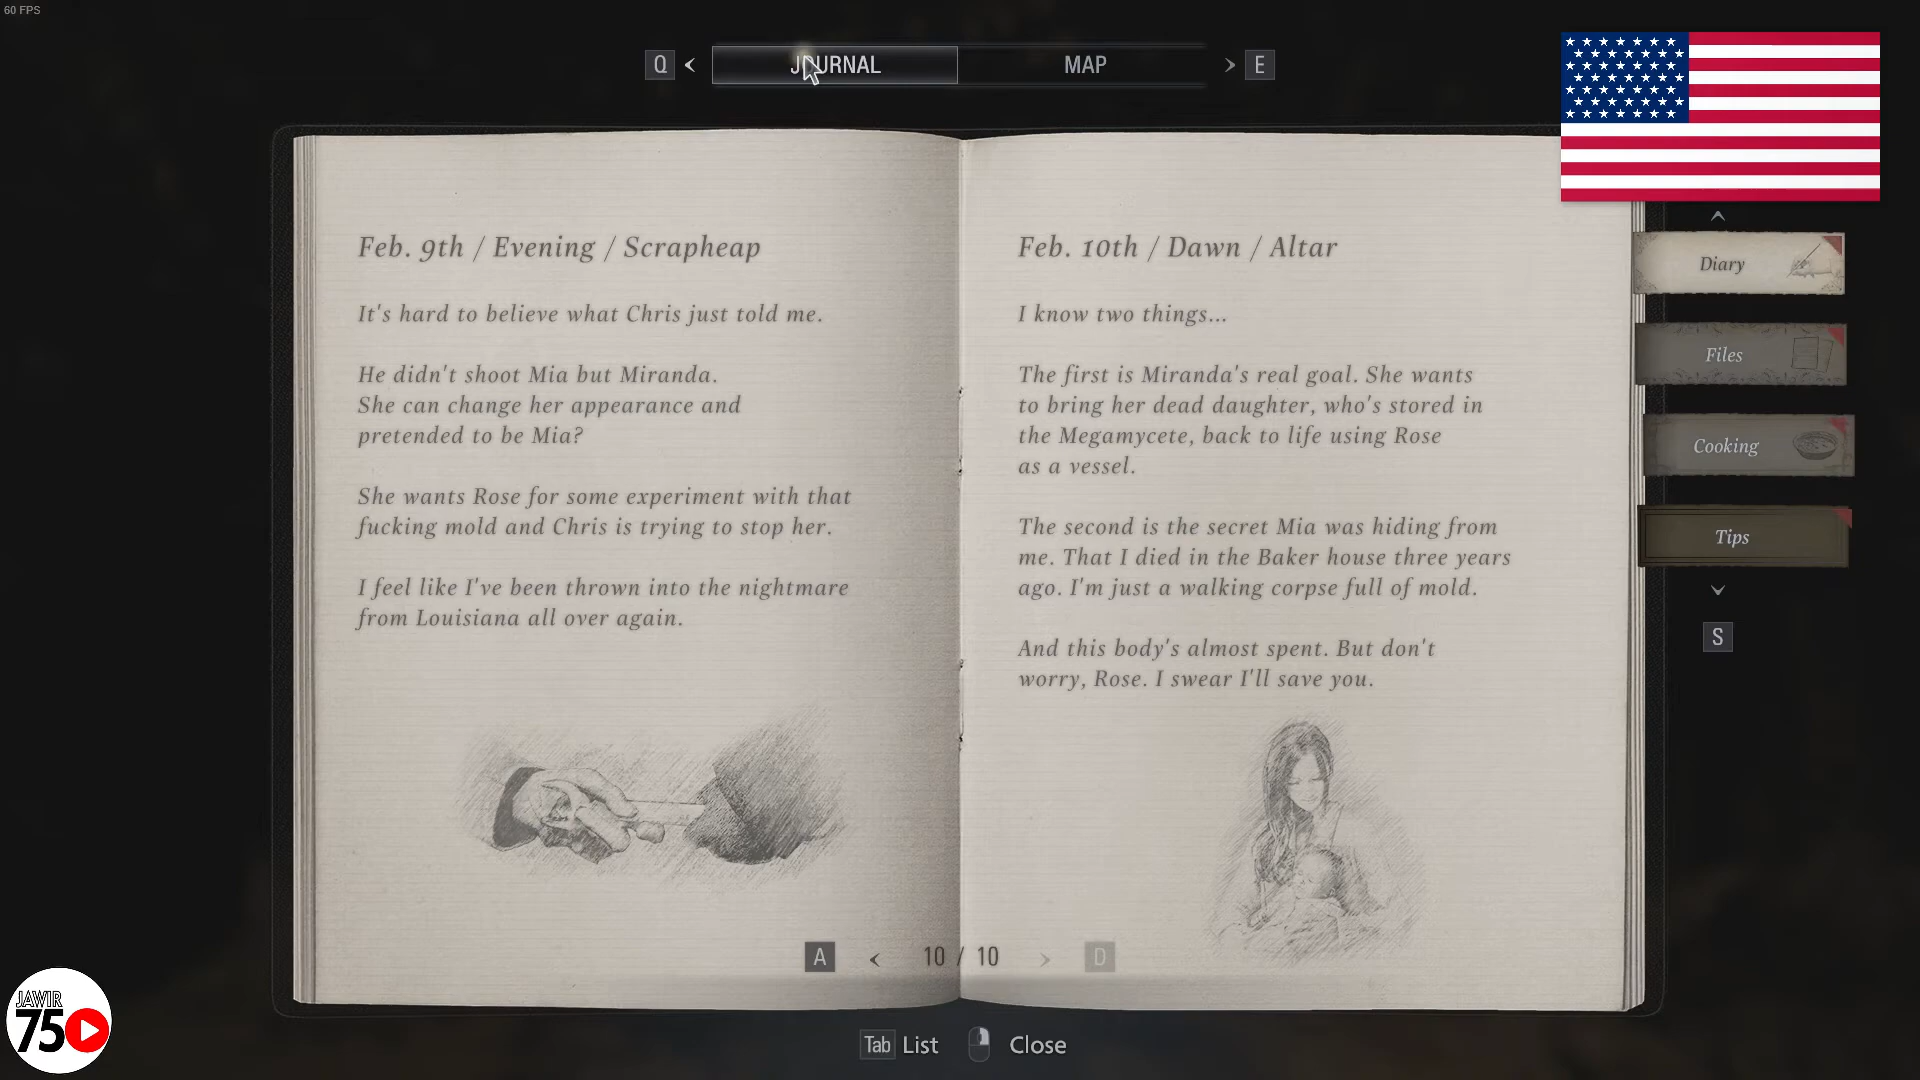 60 FPS
Q < JOURNAL MAP > E
Feb. 9th / Evening / Scrapheap
It's hard to believe what Chris just told me.
He didn't shoot Mia but Miranda.
She can change her appearance and
pretended to be Mia?
She wants Rose for some experiment with that
fucking mold and Chris is trying to stop her.
I feel like I've been thrown into the nightmare
from Louisiana all over again.
Feb. 10th / Dawn / Altar
I know two things...
The first is Miranda's real goal. She wants
to bring her dead daughter, who's stored in
the Megamycete, back to life using Rose
as a vessel.
The second is the secret Mia was hiding from
me. That I died in the Baker house three years
ago. I'm just a walking corpse full of mold.
And this body's almost spent. But don't
worry, Rose. I swear I'll save you.
Diary
Files
Cooking
Tips
S
A < 10 / 10 > D
Tab List Close
JAWIR
75